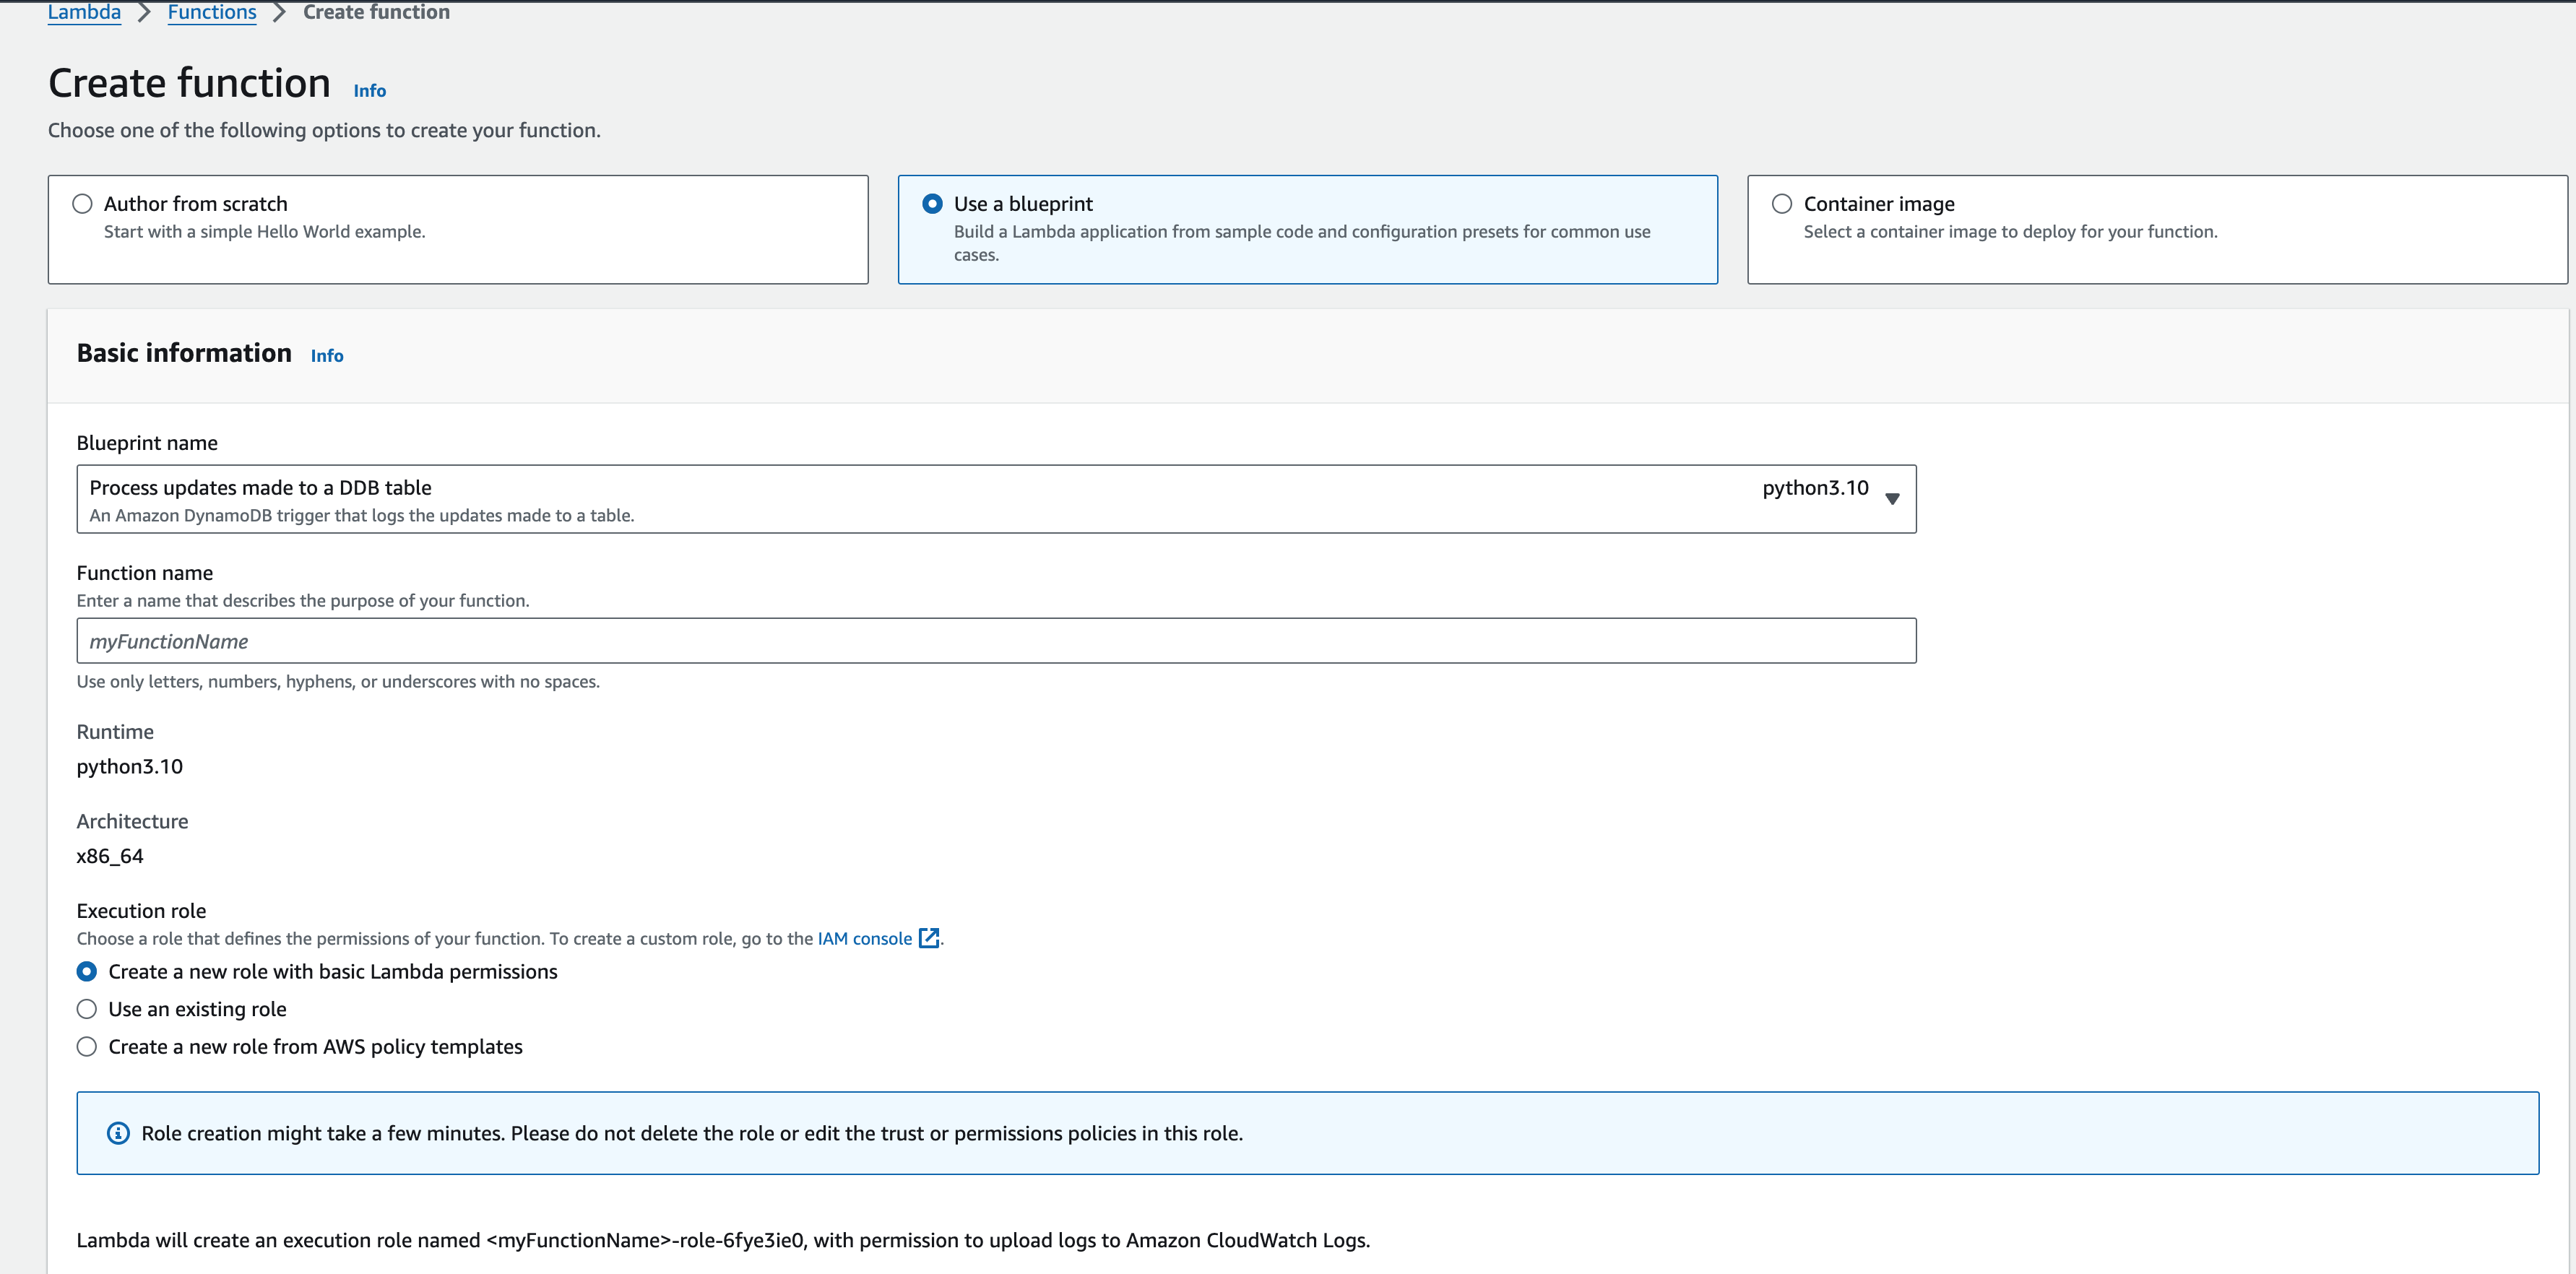 Lambda > Functions > Create function
Create function Info
Choose one of the following options to create your function.
Author from scratch
Start with a simple Hello World example.
Use a blueprint
Build a Lambda application from sample code and configuration presets for common use
cases.
Container image
Select a container image to deploy for your function.
Basic information Info
Blueprint name
Process updates made to a DDB table python3.10
An Amazon DynamoDB trigger that logs the updates made to a table.
Function name
Enter a name that describes the purpose of your function.
myFunctionName
Use only letters, numbers, hyphens, or underscores with no spaces.
Runtime
python3.10
Architecture
x86_64
Execution role
Choose a role that defines the permissions of your function. To create a custom role, go to the IAM console.
Create a new role with basic Lambda permissions
Use an existing role
Create a new role from AWS policy templates
Role creation might take a few minutes. Please do not delete the role or edit the trust or permissions policies in this role.
Lambda will create an execution role named <myFunctionName>-role-6fye3ie0, with permission to upload logs to Amazon CloudWatch Logs.